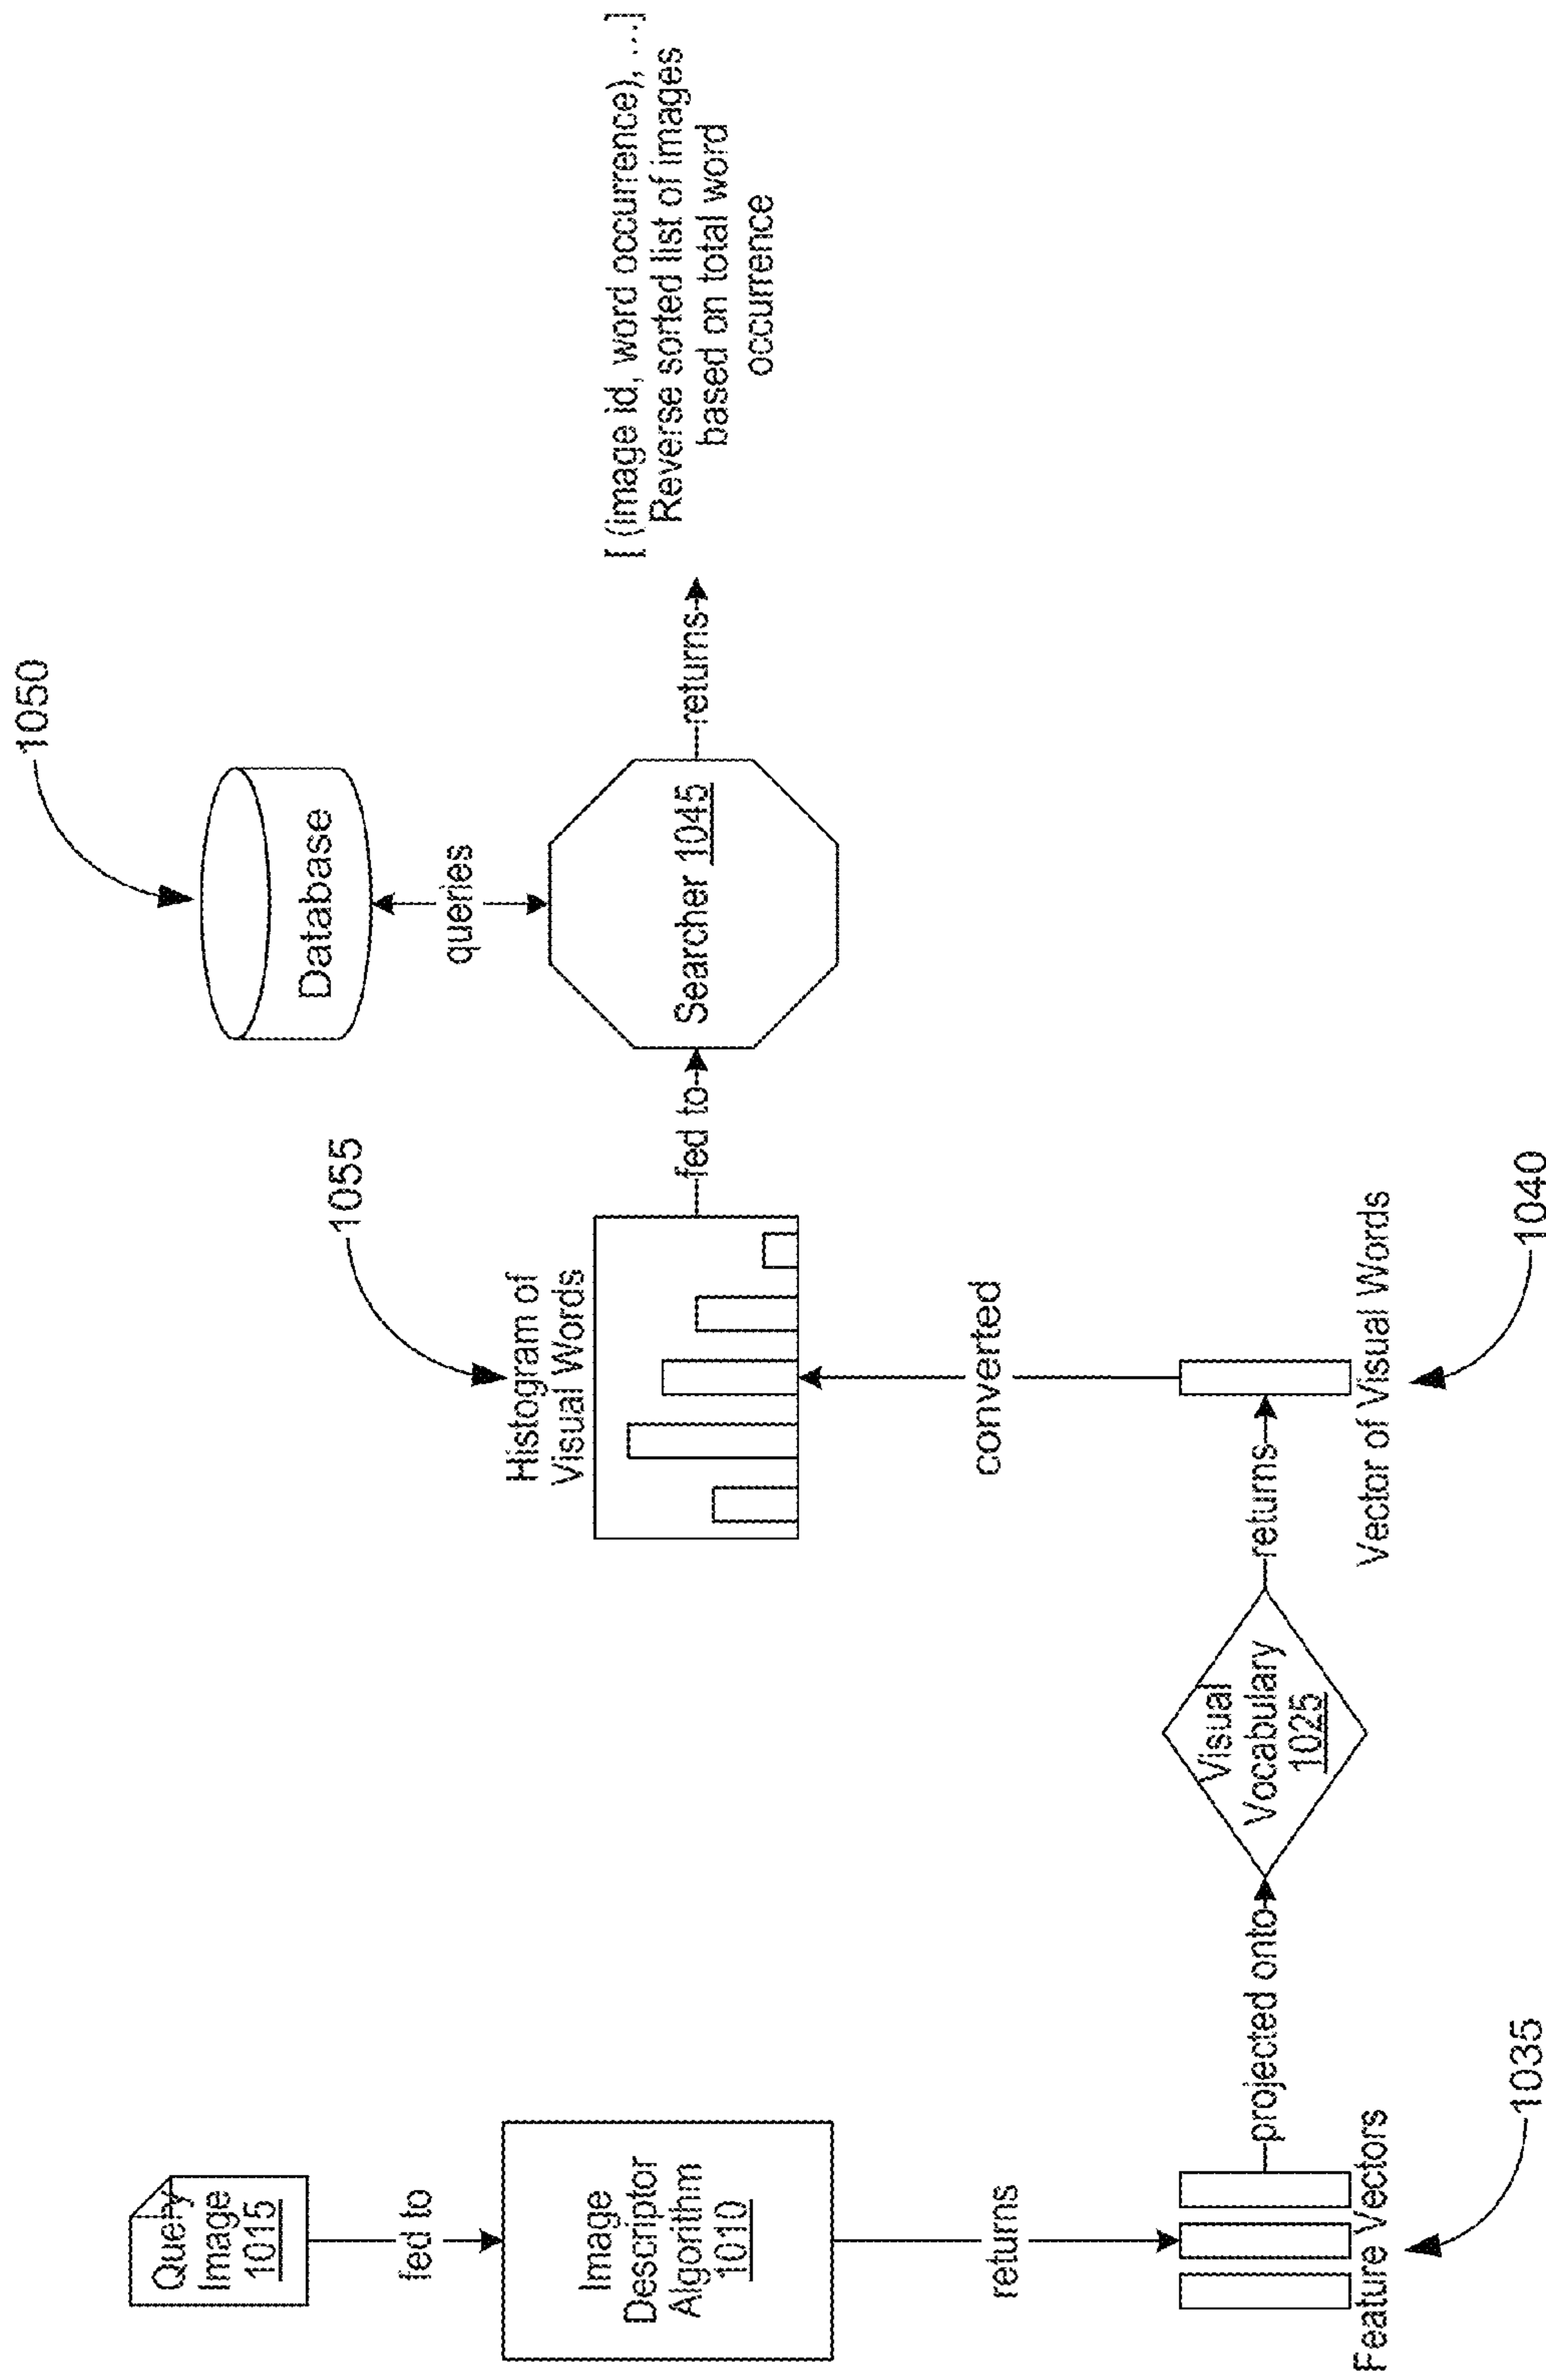 Query
Image
1015
fed to
Image
Descriptor
Algorithm
1010
returns
Feature Vectors
1035
projected onto
Visual
Vocabulary
1025
returns
Vector of Visual Words
1040
converted
Histogram of
Visual Words
1055
fed to
Searcher 1045
queries
Database
1050
returns
[ (image id, word occurrence), ...]
Reverse sorted list of images
based on total word
occurrence